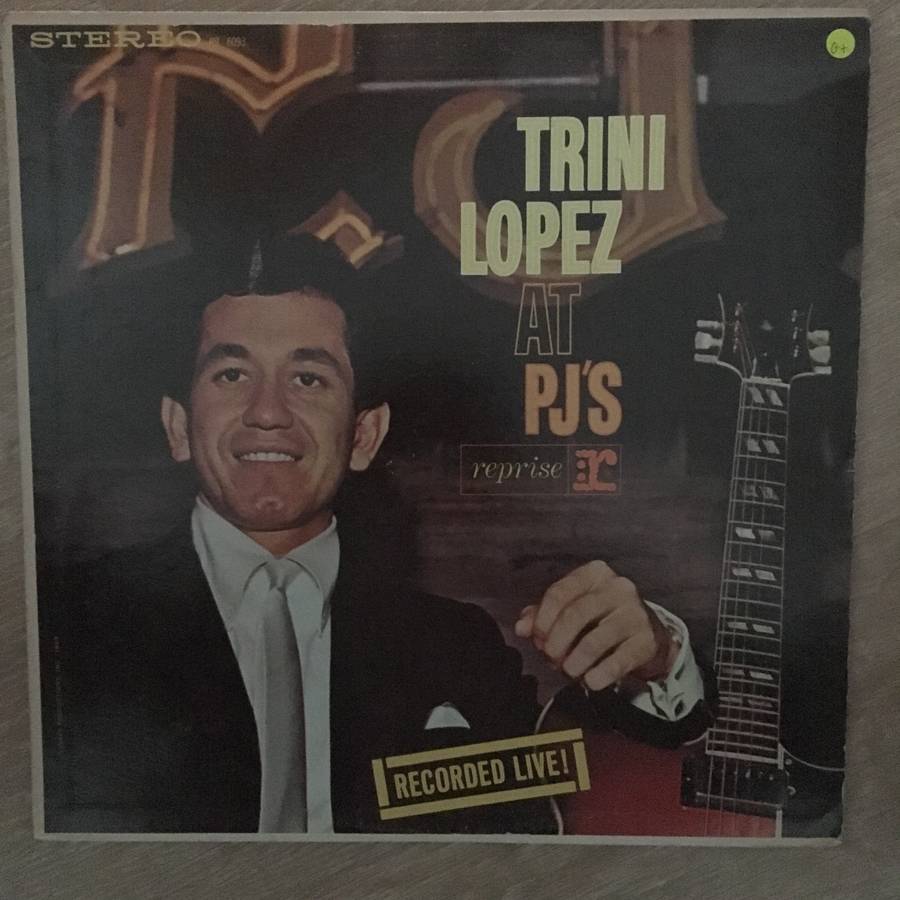 STEREO
G+
TRINI
LOPEZ
AT
PJ'S
reprise r
RECORDED LIVE!